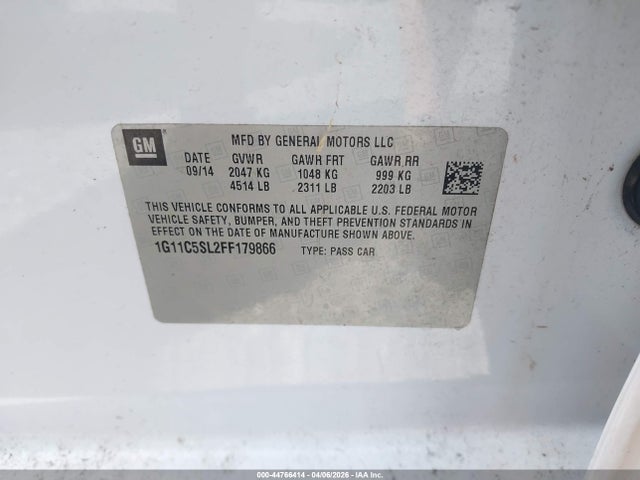 GM
MFD BY GENERAL MOTORS LLC
DATE GVWR GAWR FRT GAWR RR
09/14 2047 KG 1048 KG 999 KG
4514 LB 2311 LB 2203 LB
THIS VEHICLE CONFORMS TO ALL APPLICABLE U.S. FEDERAL MOTOR
VEHICLE SAFETY, BUMPER, AND THEFT PREVENTION STANDARDS IN
EFFECT ON THE DATE OF MANUFACTURE SHOWN ABOVE.
1G11C5SL2FF179866 TYPE: PASS CAR
000-44766414 - 04/06/2026 - IAA Inc.